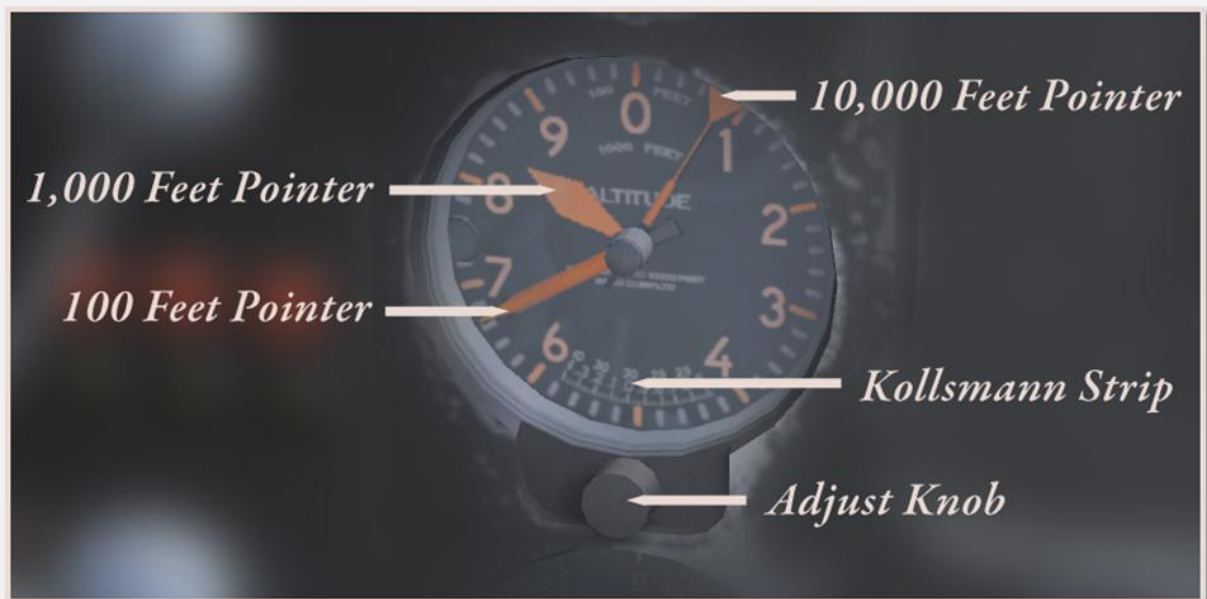 10,000 Feet Pointer
1,000 Feet Pointer
100 Feet Pointer
Kollsmann Strip
Adjust Knob
100 FEET
0
1
2
3
4
6
7
8
9
1000 FEET
ALTITUDE